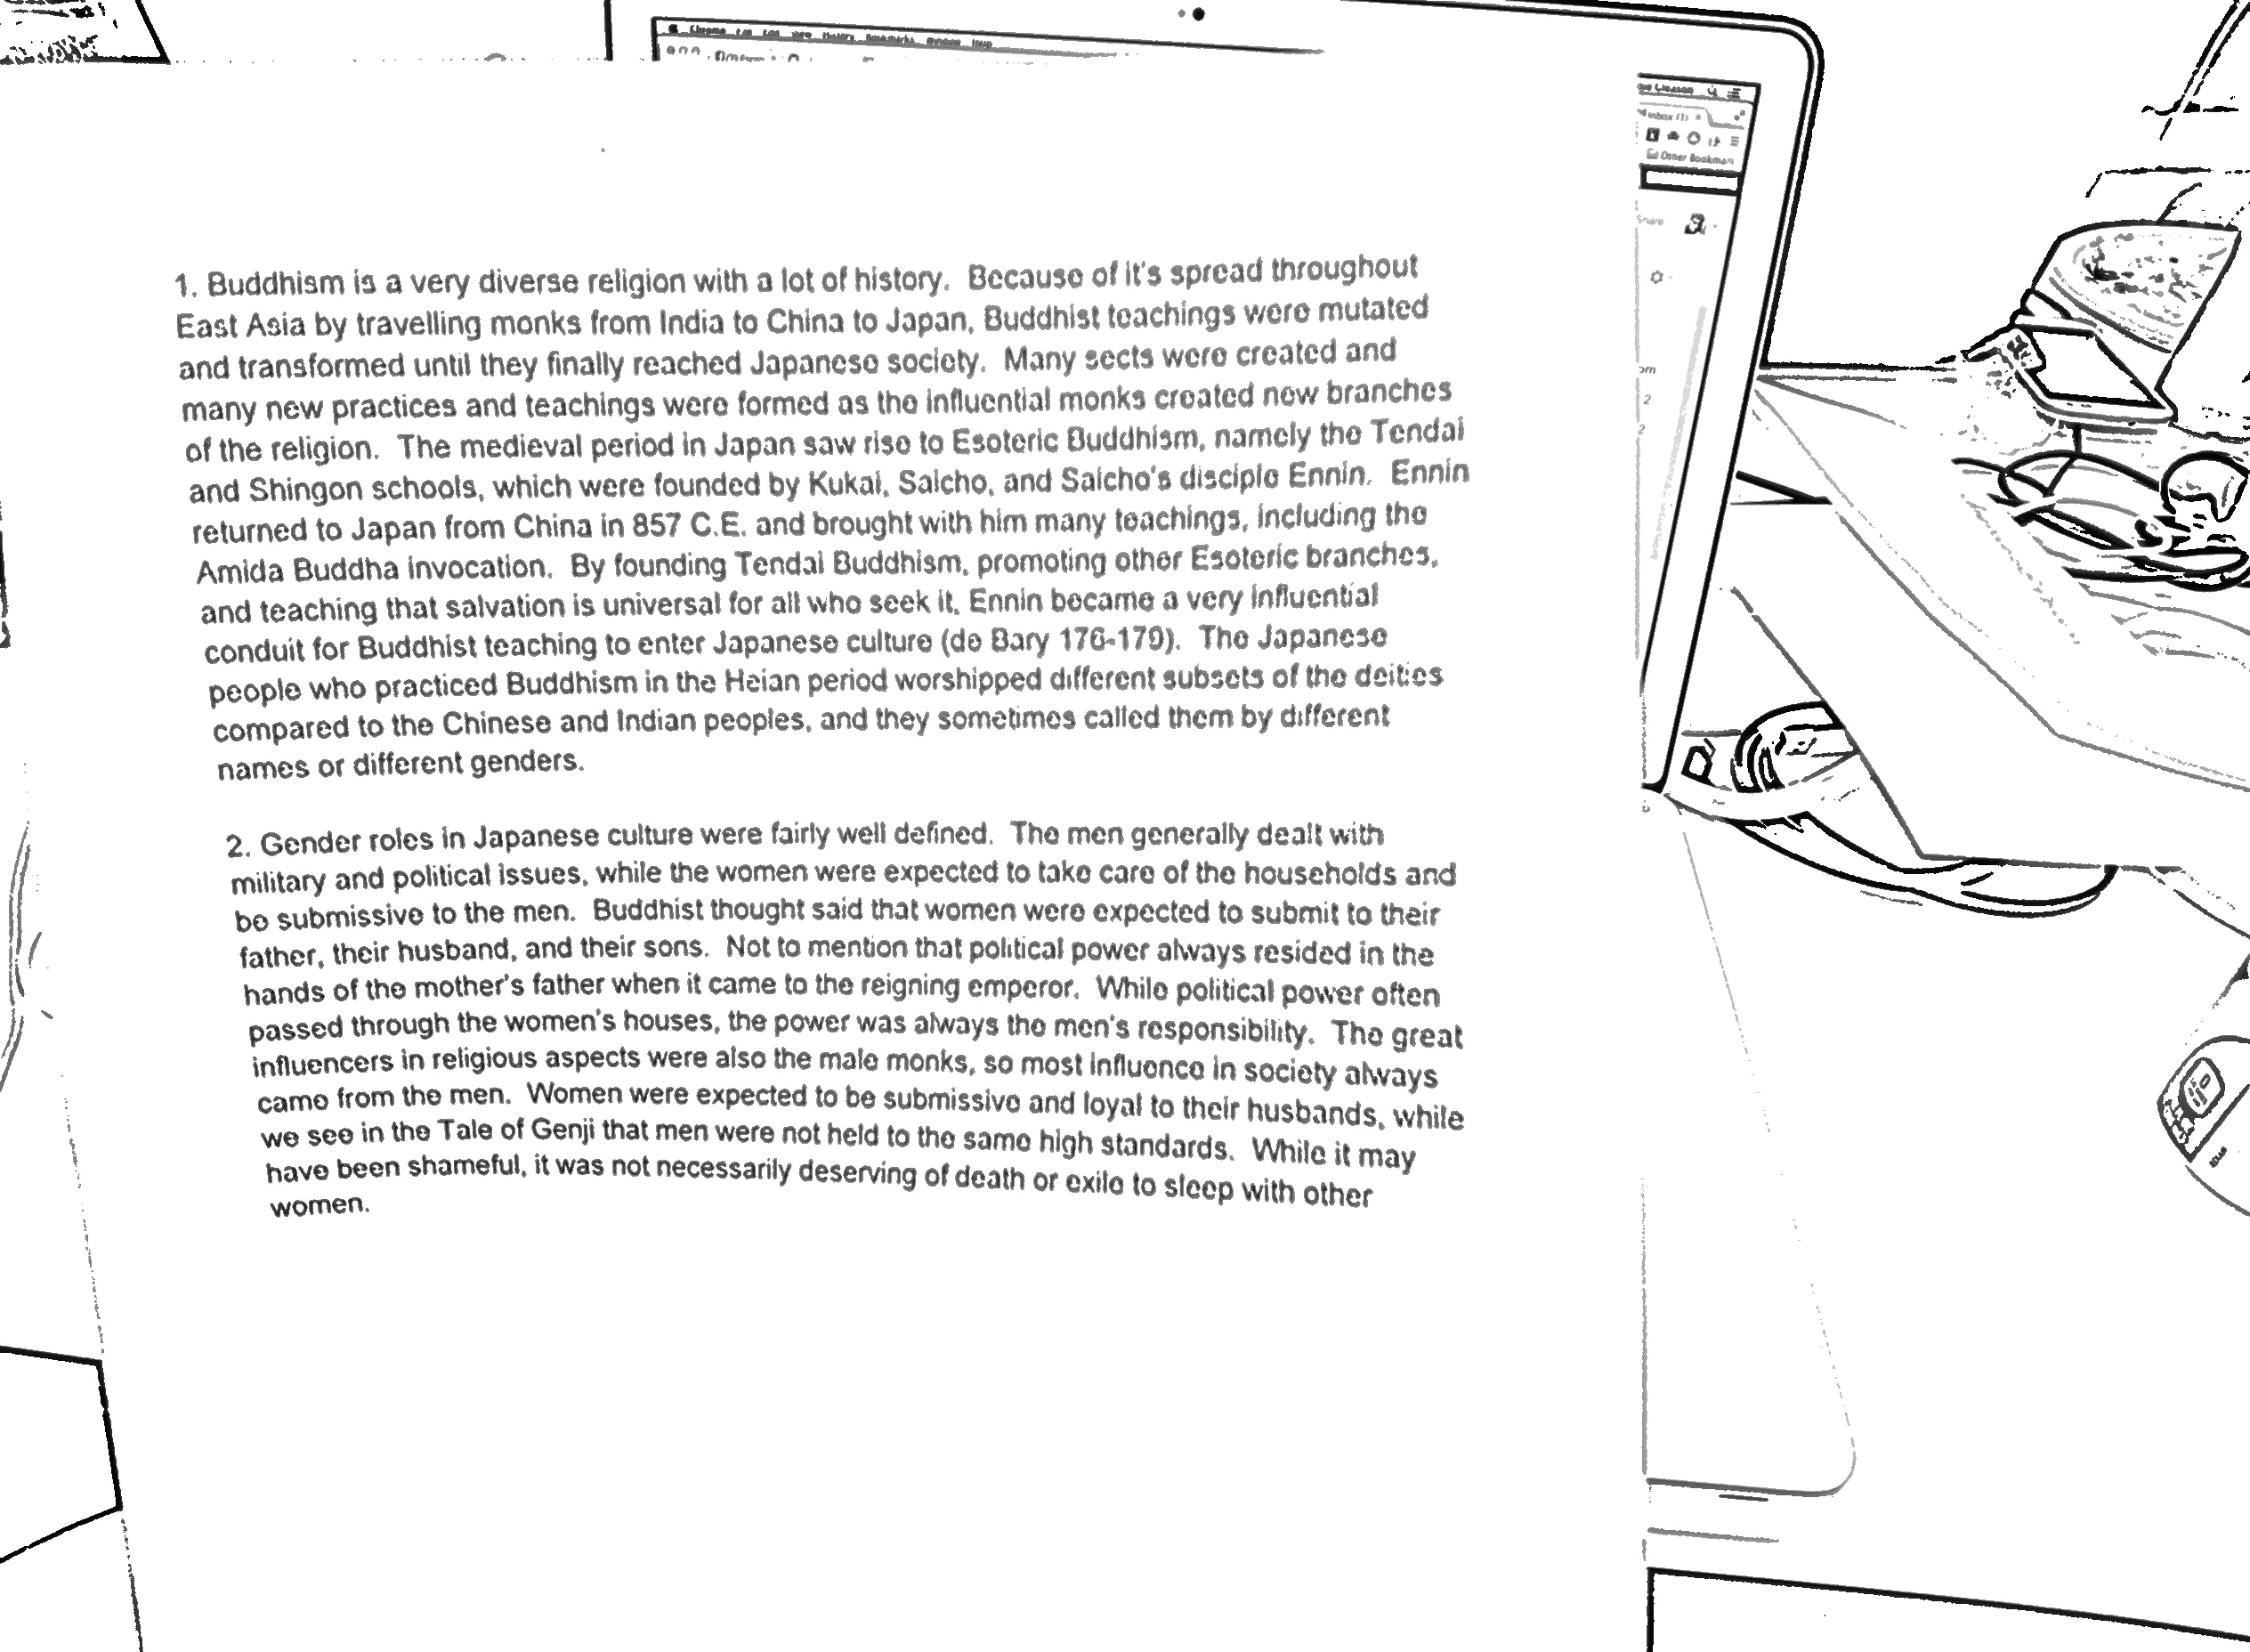 Chrome View History Bookmarks Window Help
Inbox (1)
Other Bookmark
Share
1. Buddhism is a very diverse religion with a lot of history. Because of it's spread throughout
East Asia by travelling monks from India to China to Japan, Buddhist teachings were mutated
and transformed until they finally reached Japanese society. Many sects were created and
many new practices and teachings were formed as the influential monks created new branches
of the religion. The medieval period in Japan saw rise to Esoteric Buddhism, namely the Tendai
and Shingon schools, which were founded by Kukai, Saicho, and Saicho's disciple Ennin. Ennin
returned to Japan from China in 857 C.E. and brought with him many teachings, including the
Amida Buddha invocation. By founding Tendai Buddhism, promoting other Esoteric branches,
and teaching that salvation is universal for all who seek it, Ennin became a very influential
conduit for Buddhist teaching to enter Japanese culture (de Bary 176-179). The Japanese
people who practiced Buddhism in the Heian period worshipped different subsets of the deities
compared to the Chinese and Indian peoples, and they sometimes called them by different
names or different genders.
2. Gender roles in Japanese culture were fairly well defined. The men generally dealt with
military and political issues, while the women were expected to take care of the households and
be submissive to the men. Buddhist thought said that women were expected to submit to their
father, their husband, and their sons. Not to mention that political power always resided in the
hands of the mother's father when it came to the reigning emperor. While political power often
passed through the women's houses, the power was always the men's responsibility. The great
influencers in religious aspects were also the male monks, so most influence in society always
came from the men. Women were expected to be submissive and loyal to their husbands, while
we see in the Tale of Genji that men were not held to the same high standards. While it may
have been shameful, it was not necessarily deserving of death or exile to sleep with other
women.